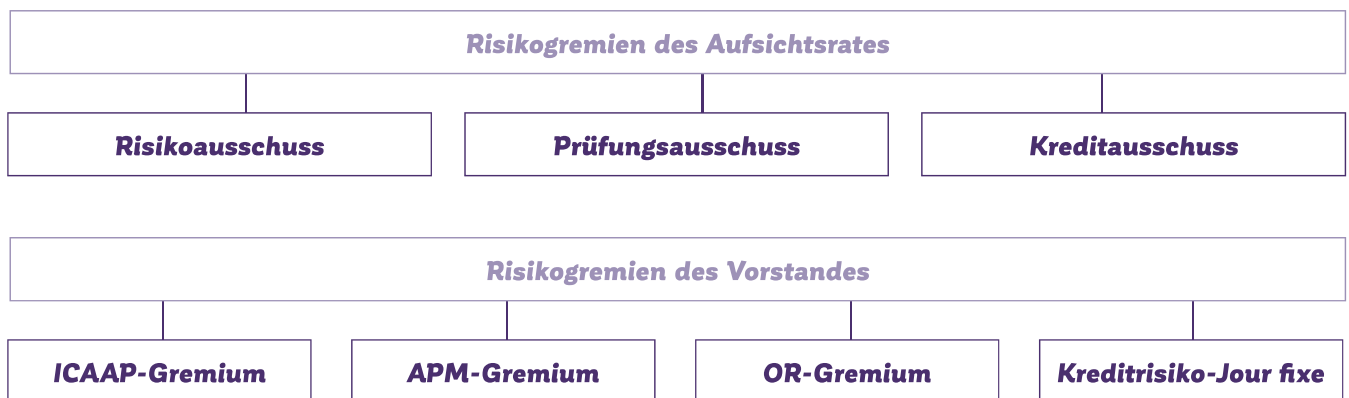 Risikogremien des Aufsichtsrates
Risikoausschuss
Prüfungsausschuss
Kreditausschuss
Risikogremien des Vorstandes
ICAAP-Gremium
APM-Gremium
OR-Gremium
Kreditrisiko-Jour fixe